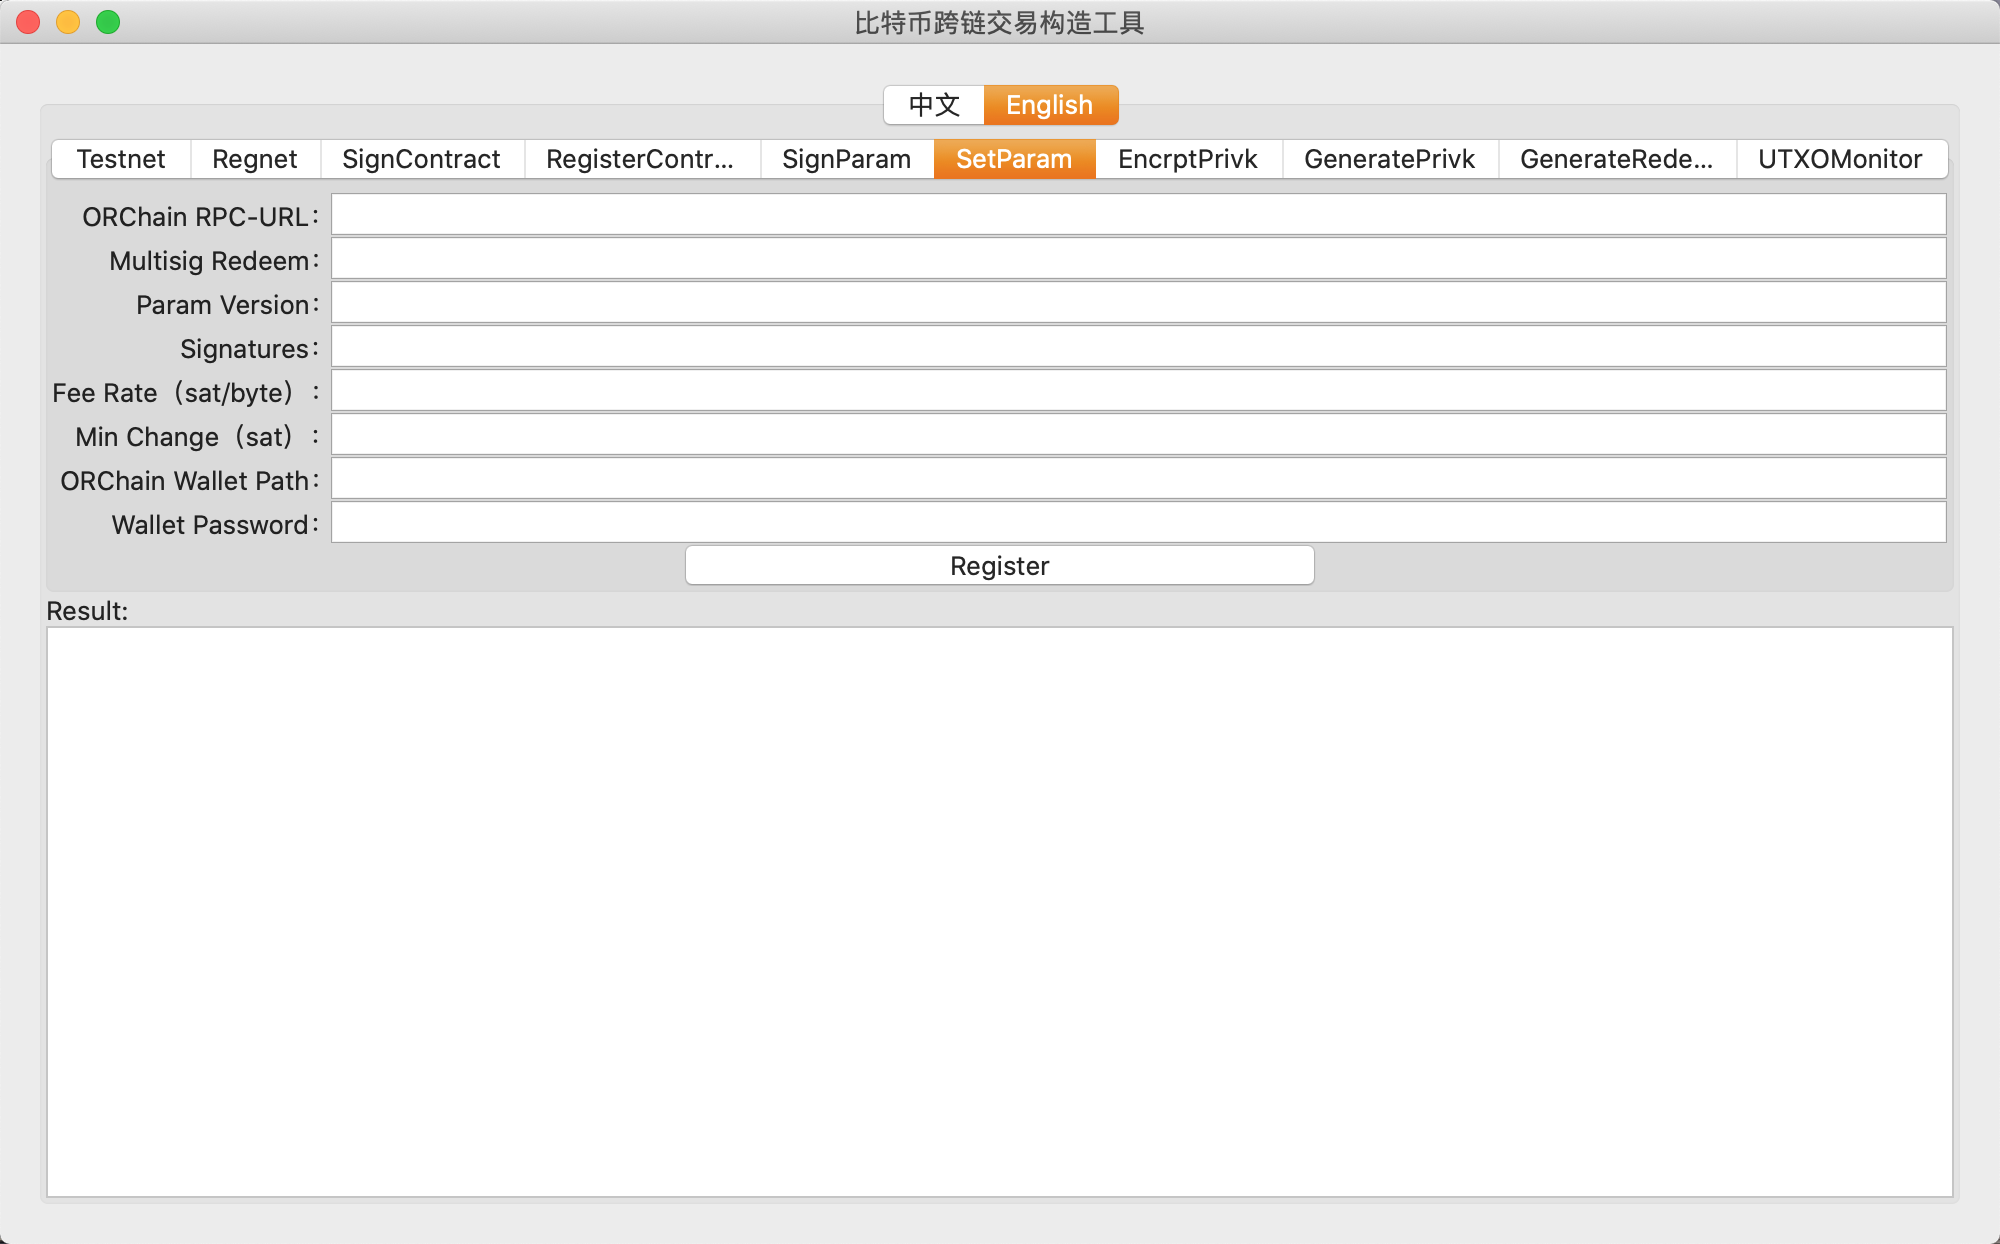 比特币跨链交易构造工具
中文 English
Testnet Regnet SignContract RegisterContr... SignParam SetParam EncrptPrivk GeneratePrivk GenerateRede... UTXOMonitor
ORChain RPC-URL：
Multisig Redeem：
Param Version：
Signatures：
Fee Rate（sat/byte）：
Min Change（sat）：
ORChain Wallet Path：
Wallet Password：
Register
Result: